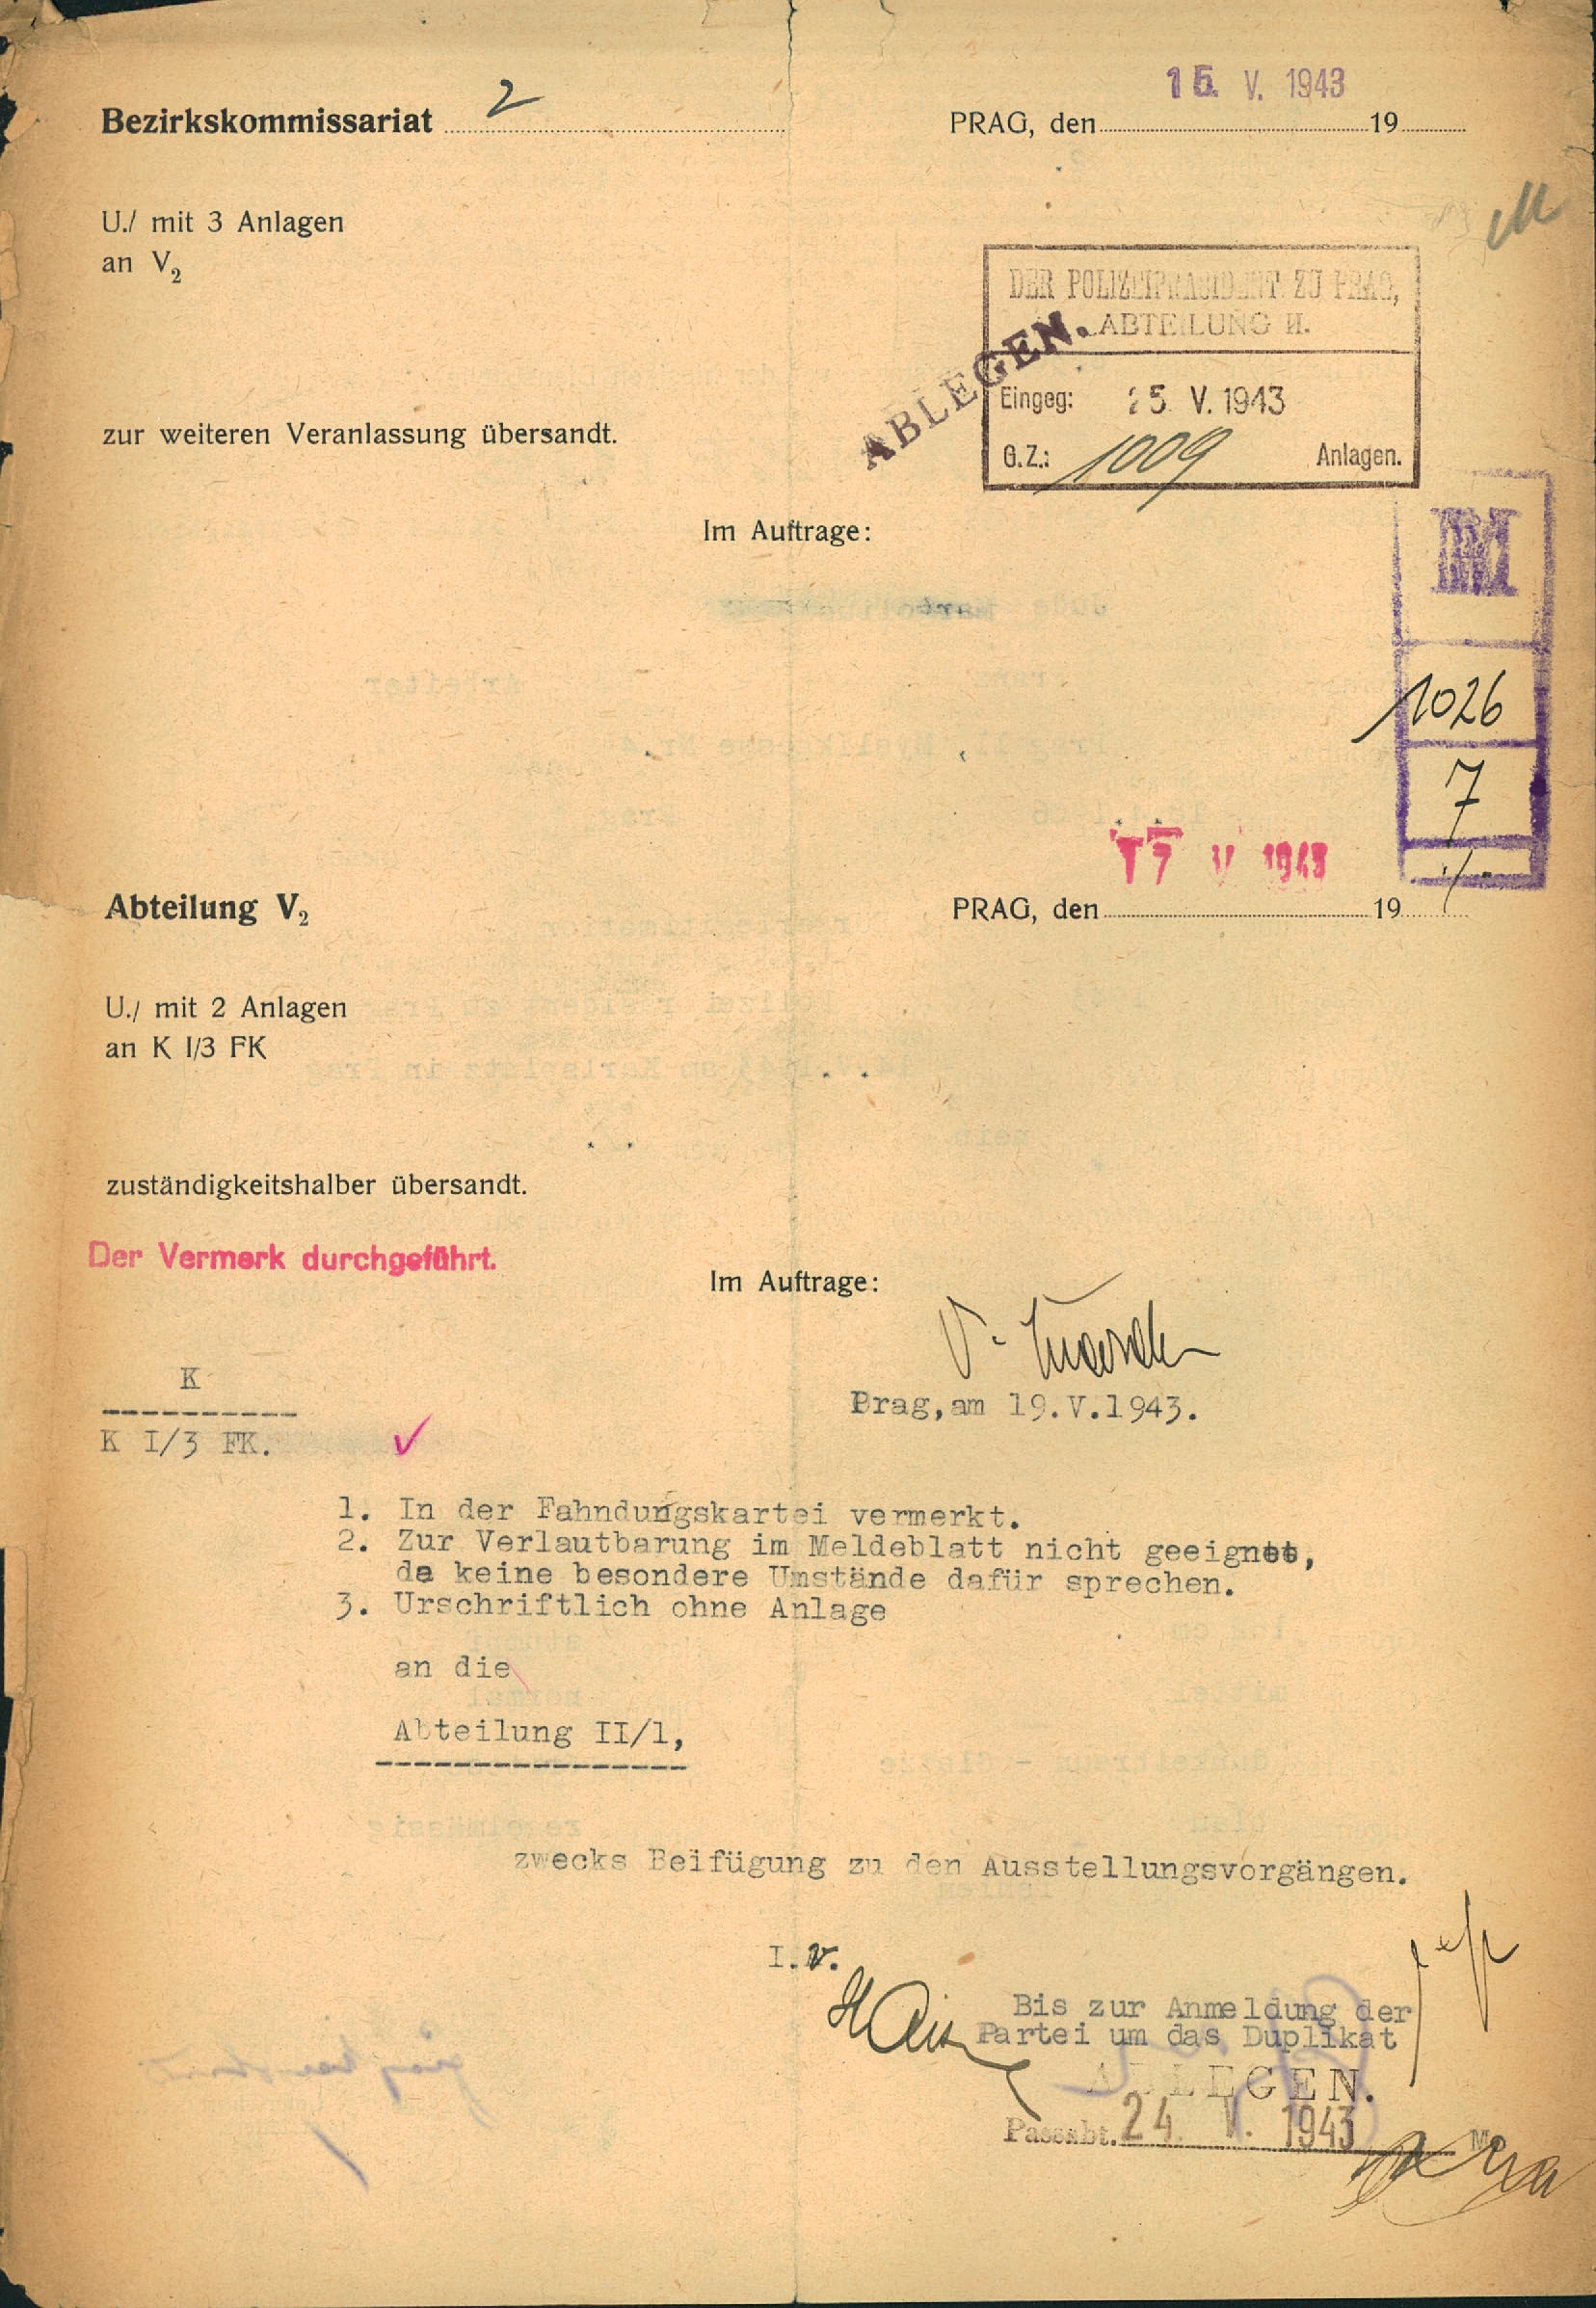 15. V. 1943
Bezirkskommissariat 2
PRAG, den 19
U./ mit 3 Anlagen
an V2
DER POLIZEIPRÄSIDENT ZU PRAG,
ABTEILUNG II.
ABLEGEN.
Eingeg: 25. V. 1943
G.Z.: 1009 Anlagen.
zur weiteren Veranlassung übersandt.
Im Auftrage:
1026
7
17 V 1943
Abteilung V2
PRAG, den 19
U./ mit 2 Anlagen
an K I/3 FK
zuständigkeitshalber übersandt.
Der Vermerk durchgeführt.
Im Auftrage:
K
Prag,am 19.V.1943.
K I/3 FK.
1. In der Fahndungskartei vermerkt.
2. Zur Verlautbarung im Meldeblatt nicht geeignet,
da keine besondere Umstände dafür sprechen.
3. Urschriftlich ohne Anlage
an die
Abteilung II/1,
zwecks Beifügung zu den Ausstellungsvorgängen.
I.V.
Bis zur Anmeldung der
Partei um das Duplikat
ABLEGEN.
Passabt. 24. V. 1943